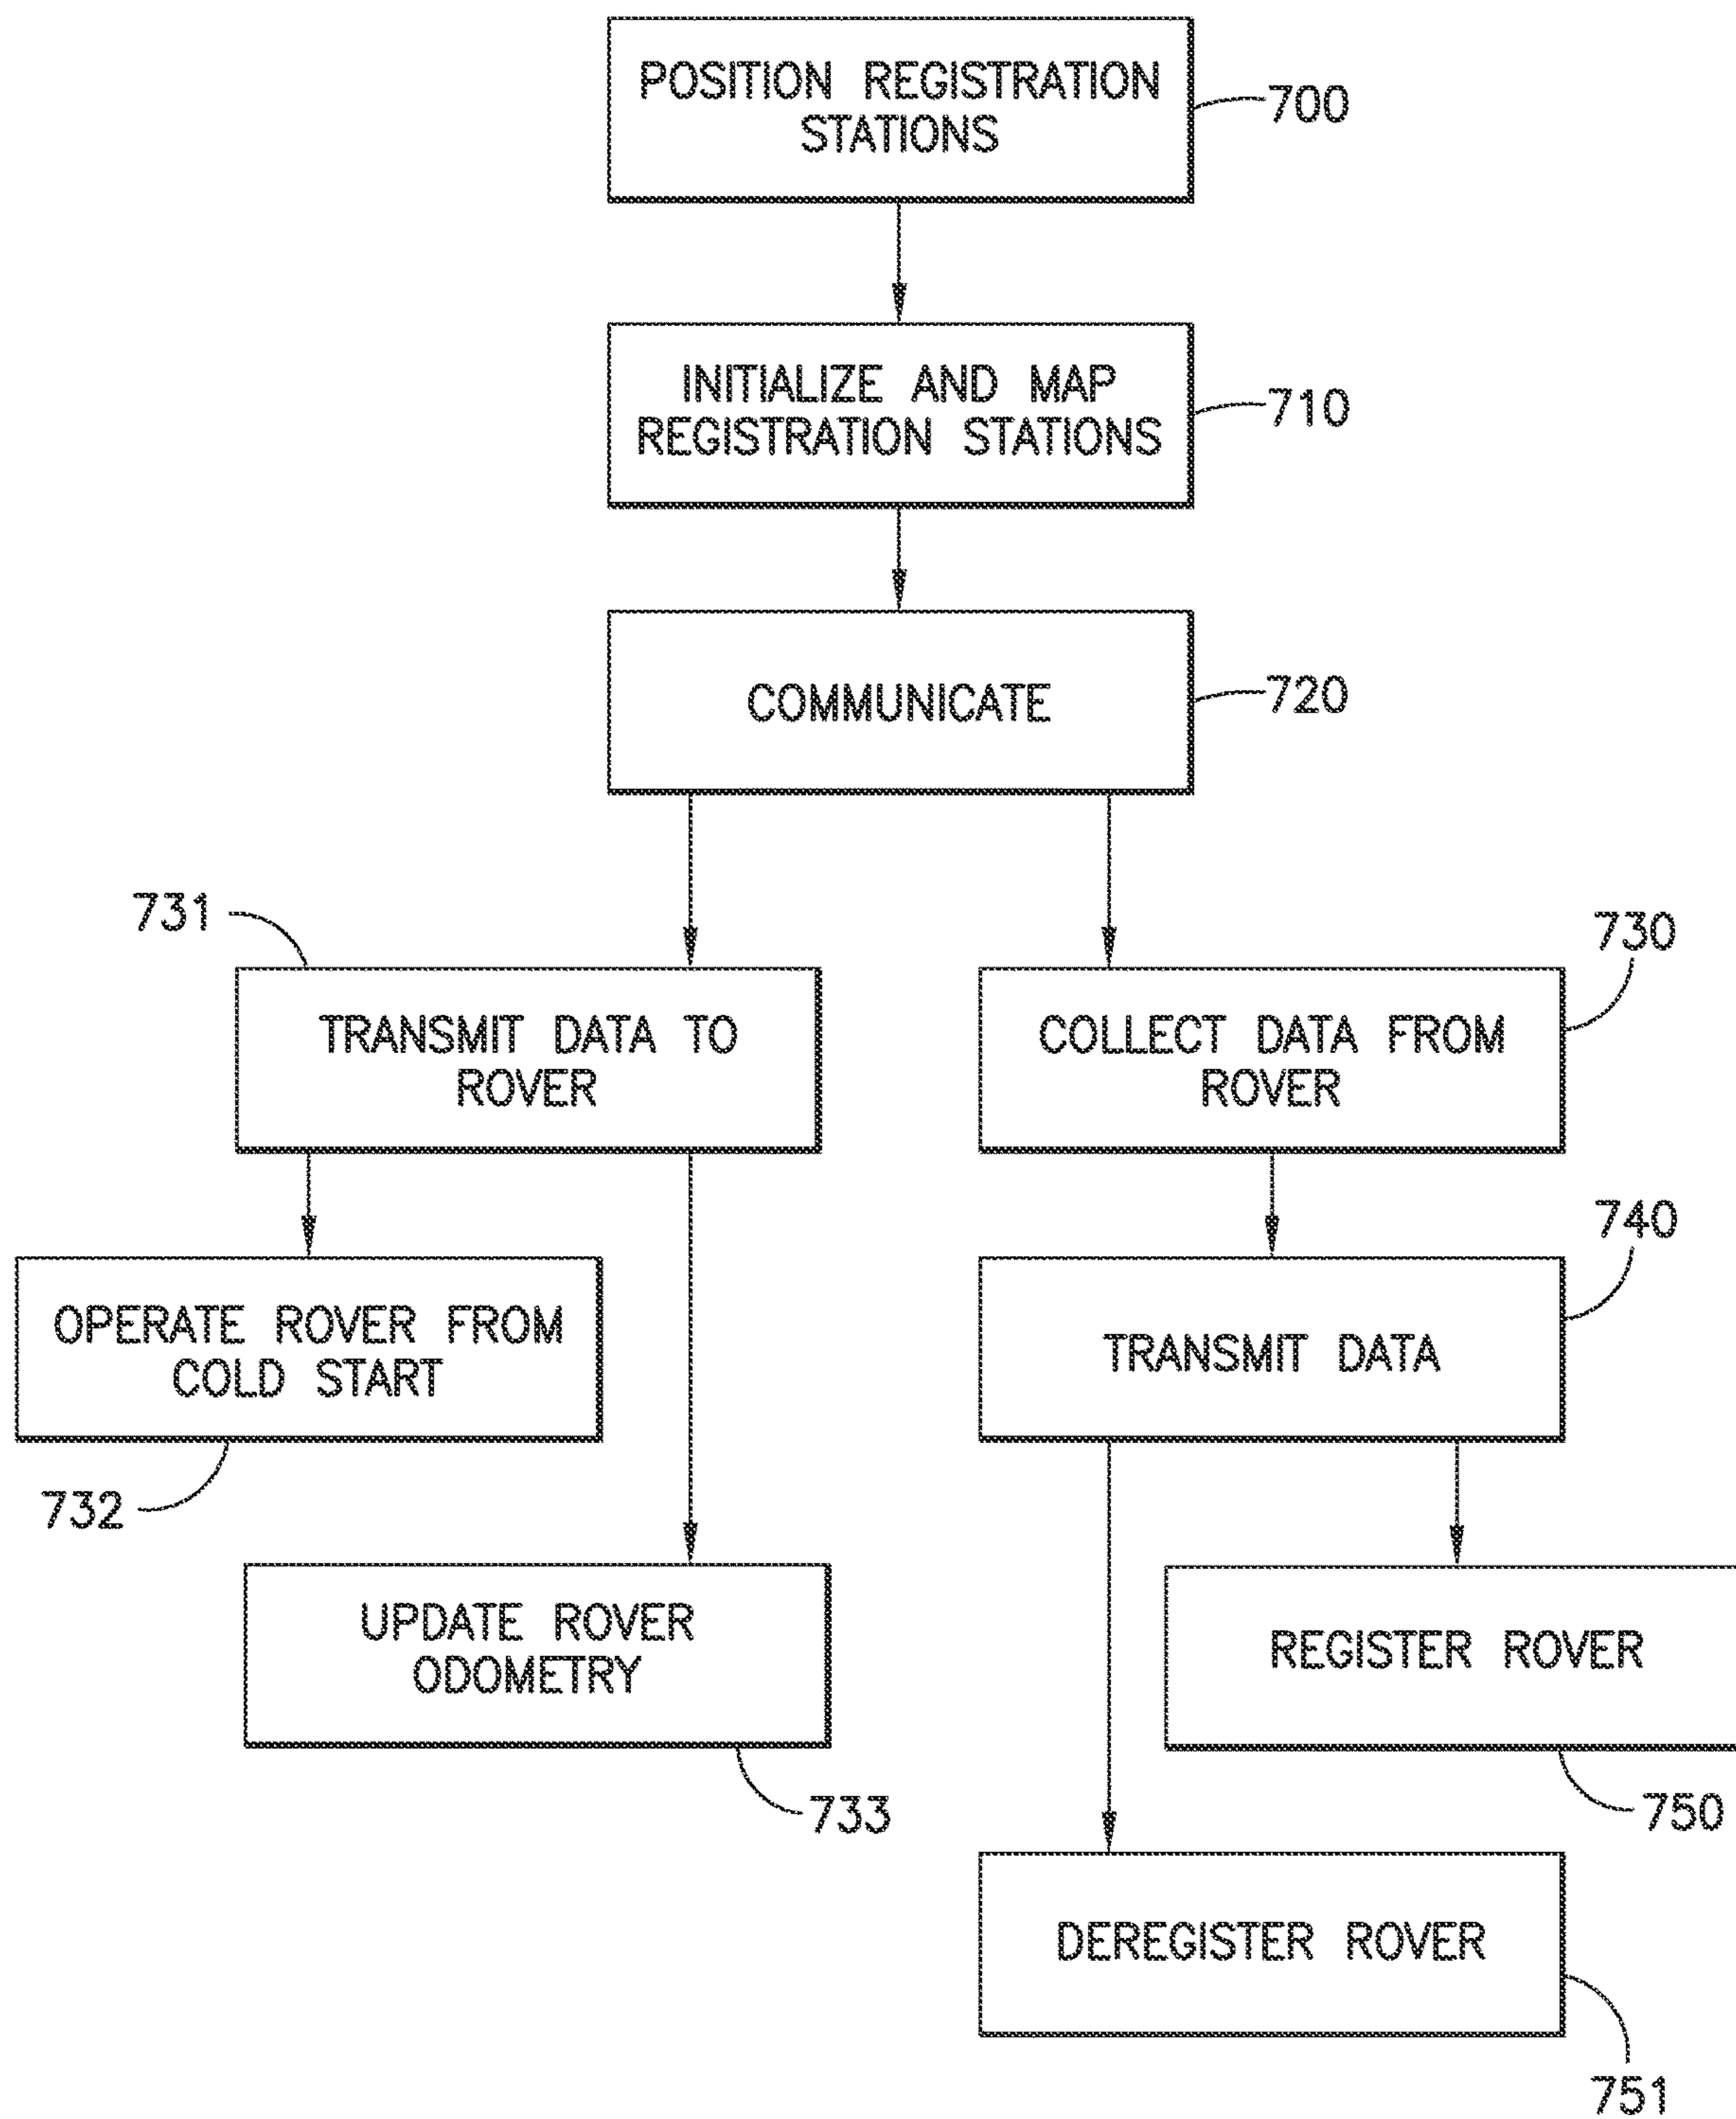 POSITION REGISTRATION
STATIONS
700
INITIALIZE AND MAP
REGISTRATION STATIONS
710
COMMUNICATE
720
731
730
TRANSMIT DATA TO
ROVER
COLLECT DATA FROM
ROVER
740
OPERATE ROVER FROM
COLD START
TRANSMIT DATA
732
UPDATE ROVER
ODOMETRY
REGISTER ROVER
733
750
DEREGISTER ROVER
751